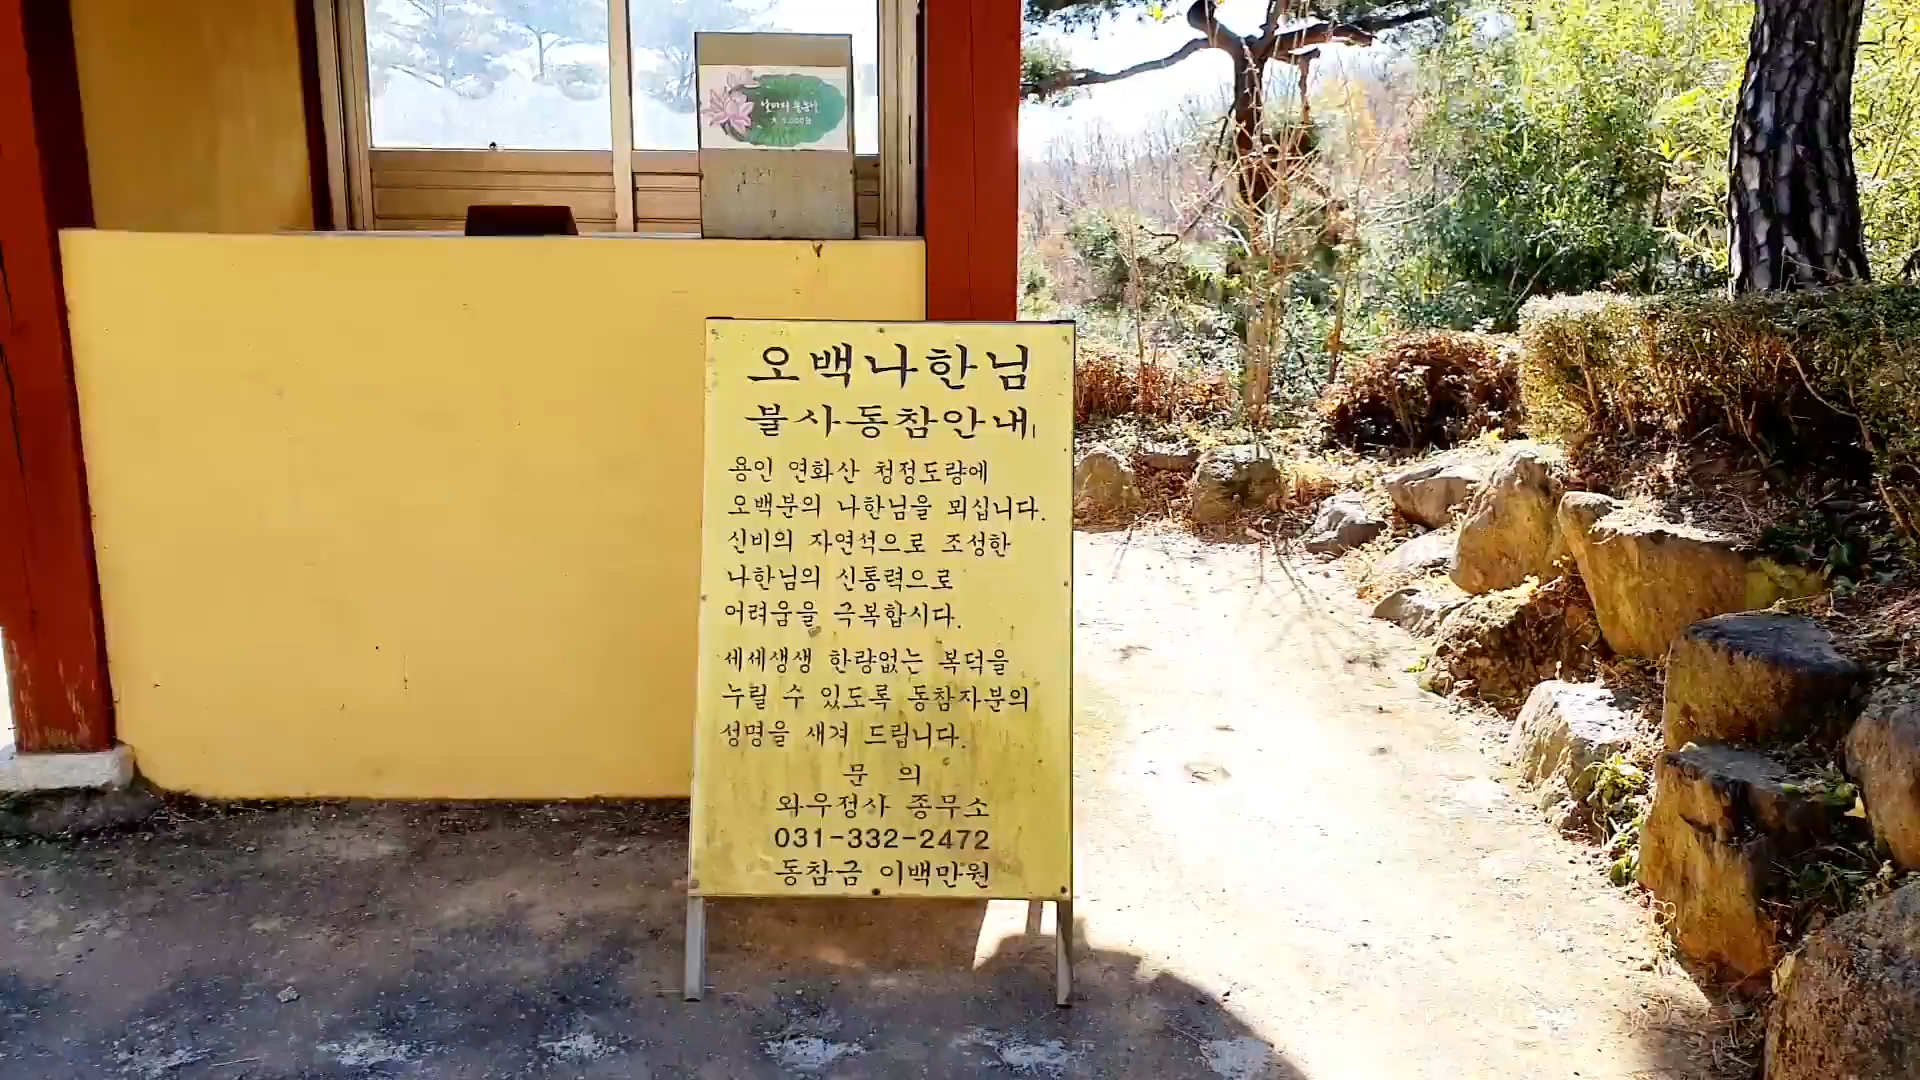 오백나한님
불사동참안내
용인 연화산 청정도량에
오백분의 나한님을 뫼십니다.
신비의 자연석으로 조성한
나한님의 신통력으로
어려움을 극복합시다.
세세생생 한량없는 복덕을
누릴 수 있도록 동참자분의
성명을 새겨 드립니다.
문 의
와우정사 종무소
031-332-2472
동참금 이백만원